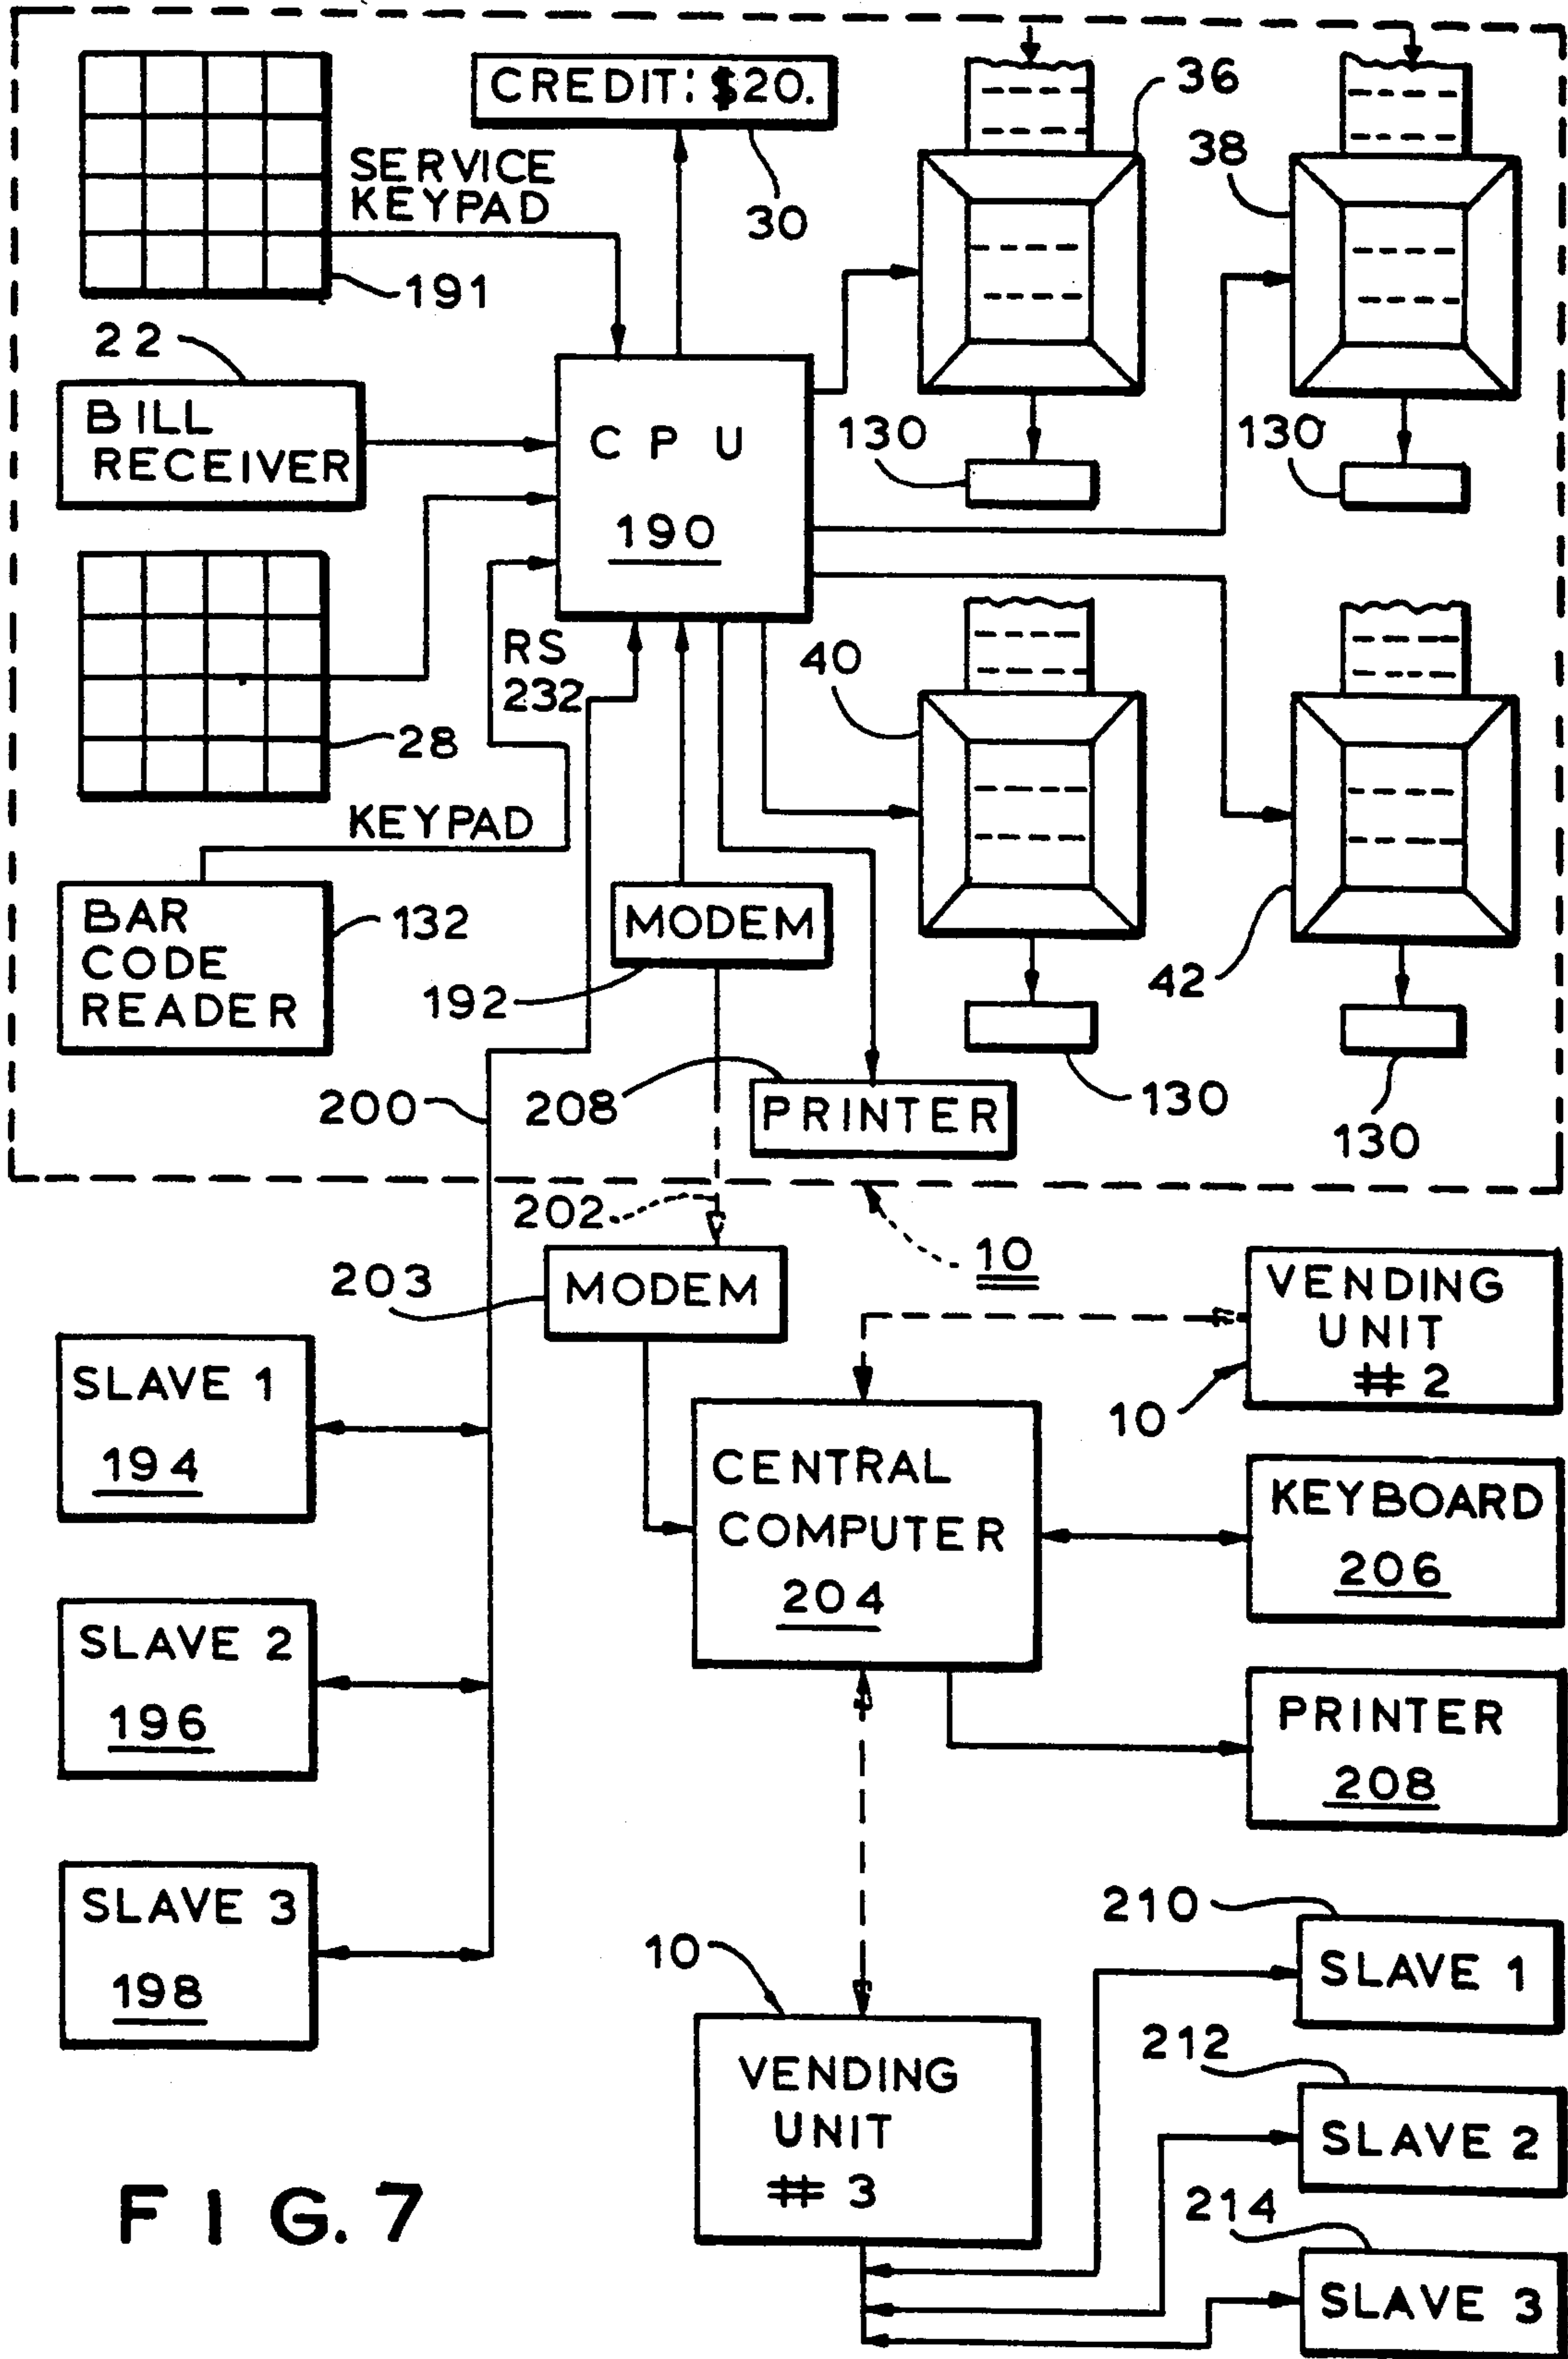 CREDIT: $20.
30
36
38
SERVICE
KEYPAD
191
22
BILL
RECEIVER
CPU
190
130
130
RS
232
40
28
KEYPAD
BAR
CODE
READER
132
MODEM
192
42
200
208
PRINTER
130
130
202
10
203
MODEM
VENDING
UNIT
# 2
10
SLAVE 1
194
CENTRAL
COMPUTER
204
KEYBOARD
206
SLAVE 2
196
PRINTER
208
SLAVE 3
198
10
VENDING
UNIT
# 3
210
SLAVE 1
212
SLAVE 2
214
SLAVE 3
FIG. 7